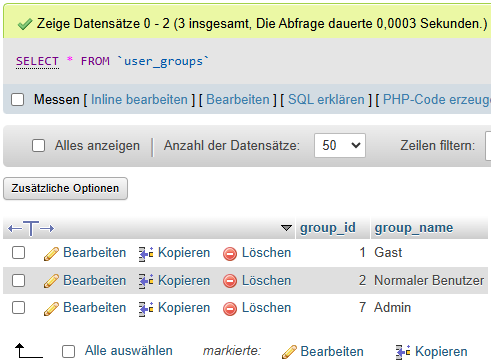 Zeige Datensätze 0 - 2 (3 insgesamt, Die Abfrage dauerte 0,0003 Sekunden.)
SELECT * FROM `user_groups`
Messen [ Inline bearbeiten ] [ Bearbeiten ] [ SQL erklären ] [ PHP-Code erzeuge
Alles anzeigen Anzahl der Datensätze: 50 Zeilen filtern:
Zusätzliche Optionen
←T→ group_id group_name
Bearbeiten Kopieren Löschen 1 Gast
Bearbeiten Kopieren Löschen 2 Normaler Benutzer
Bearbeiten Kopieren Löschen 7 Admin
Alle auswählen markierte: Bearbeiten Kopieren